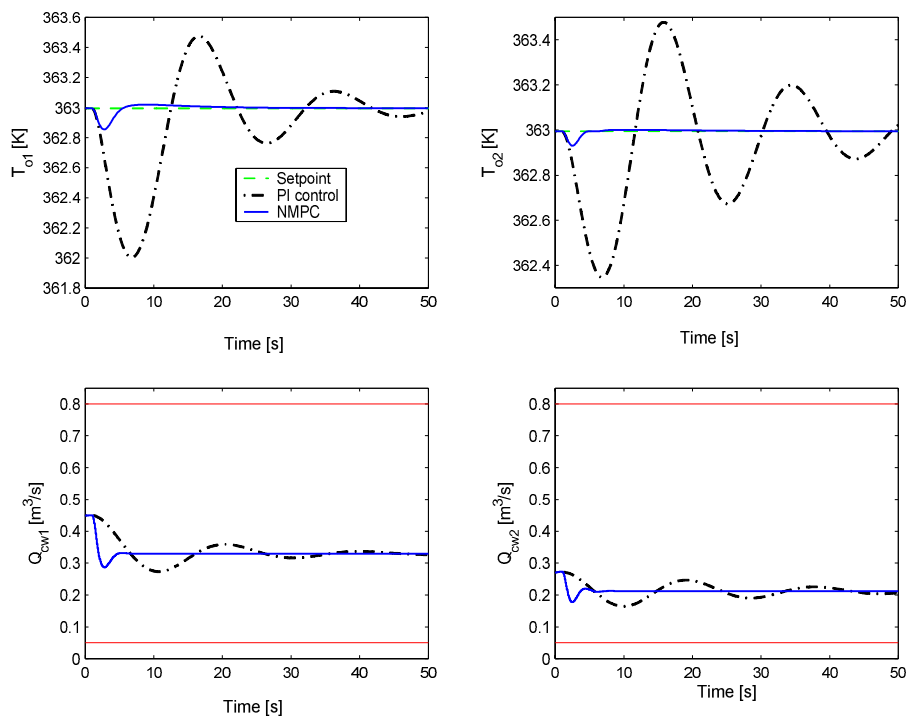 363.6
363.4
363.2
363
362.8
362.6
362.4
362.2
362
361.8
T_o1 [K]
0 10 20 30 40 50
Time [s]
Setpoint
PI control
NMPC
363.4
363.2
363
362.8
362.6
362.4
T_o2 [K]
0 10 20 30 40 50
Time [s]
0.8
0.7
0.6
0.5
0.4
0.3
0.2
0.1
0
Q_cw1 [m³/s]
0 10 20 30 40 50
Time [s]
0.8
0.7
0.6
0.5
0.4
0.3
0.2
0.1
0
Q_cw2 [m³/s]
0 10 20 30 40 50
Time [s]